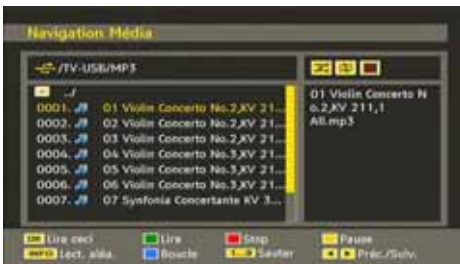 Navigation Média
/TV-USB/MP3
../
0001. 01 Violin Concerto No.2,KV 21...
0002. 02 Violin Concerto No.2,KV 21...
0003. 03 Violin Concerto No.2,KV 21...
0004. 04 Violin Concerto No.3,KV 21...
0005. 05 Violin Concerto No.3,KV 21...
0006. 06 Violin Concerto No.3,KV 21...
0007. 07 Synfonia Concertante KV 3...
01 Violin Concerto N
o.2,KV 211,1
All.mp3
OK Lire ceci Lire Stop Pause
INFO Lect. aléa. Boucle 1...9 Sauter Préc./Suiv.